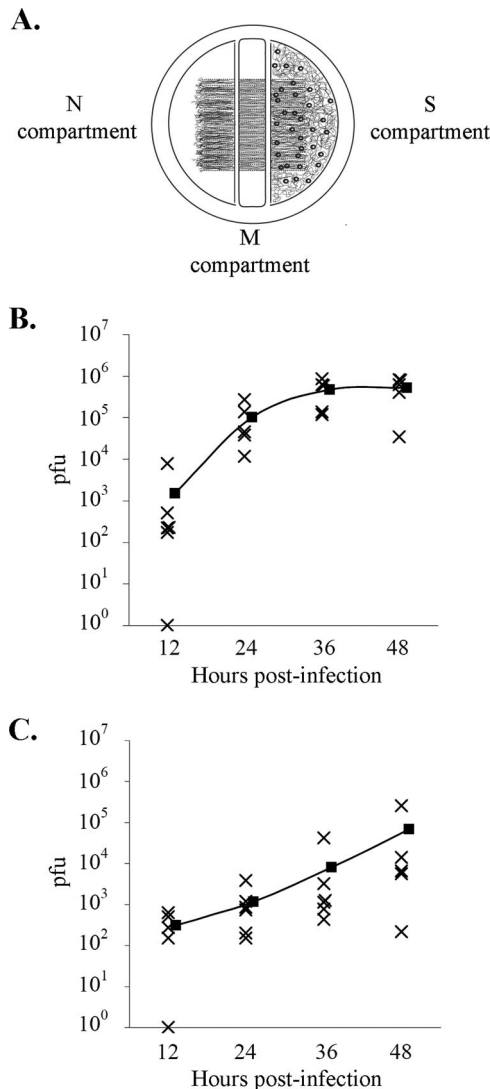 A.
N
compartment
S
compartment
M
compartment
B.
10^7
10^6
10^5
10^4
10^3
10^2
10^1
10^0
pfu
12 24 36 48
Hours post-infection
C.
10^7
10^6
10^5
10^4
10^3
10^2
10^1
10^0
pfu
12 24 36 48
Hours post-infection